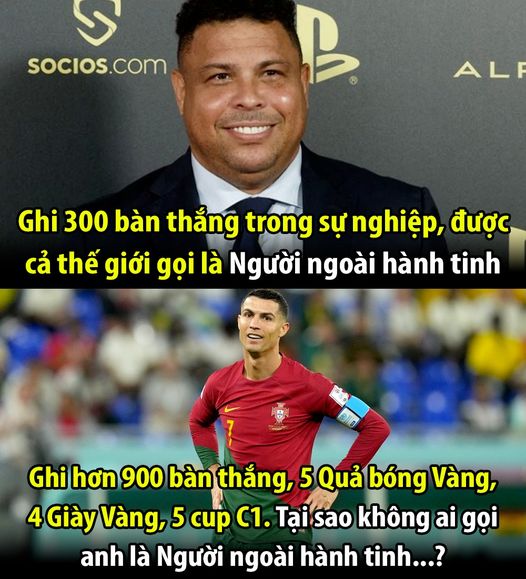 SOCIOS.com
ALP
Ghi 300 bàn thắng trong sự nghiệp, được
cả thế giới gọi là Người ngoài hành tinh
7
Ghi hơn 900 bàn thắng, 5 Quả bóng Vàng,
4 Giày Vàng, 5 cup C1. Tại sao không ai gọi
anh là Người ngoài hành tinh...?